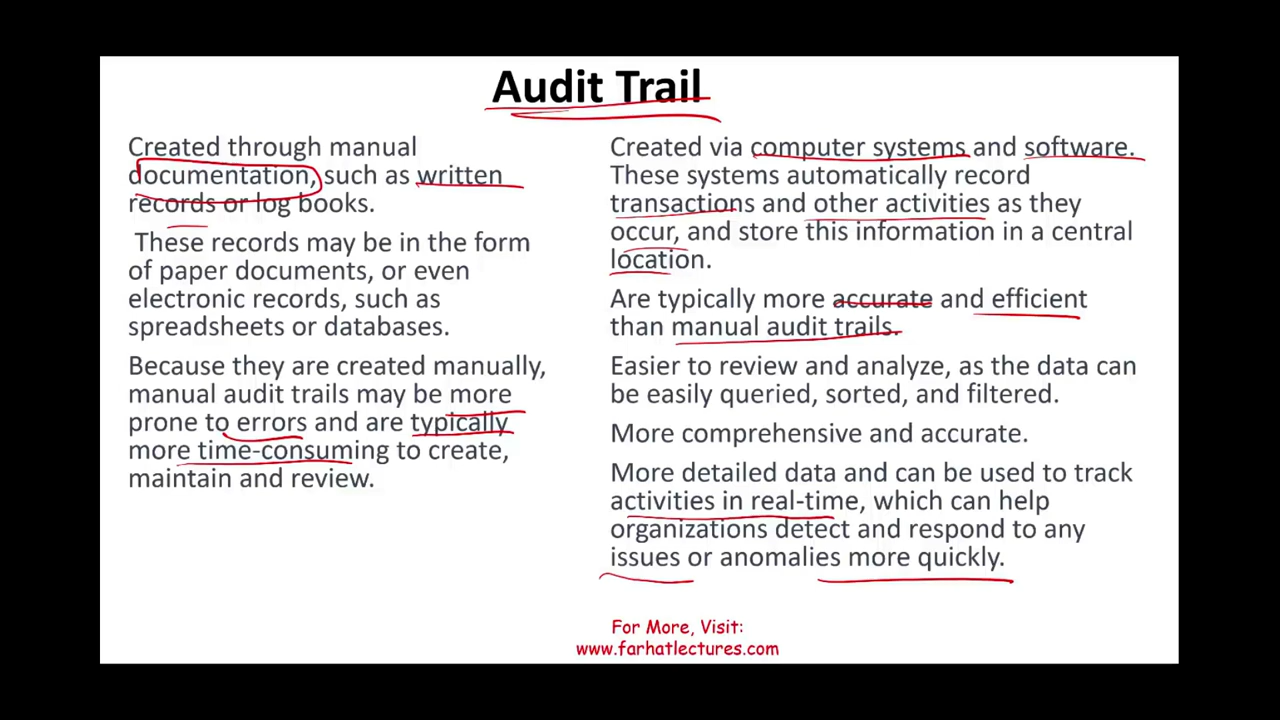 Audit Trail
Created through manual
documentation, such as written
records or log books.
These records may be in the form
of paper documents, or even
electronic records, such as
spreadsheets or databases.
Because they are created manually,
manual audit trails may be more
prone to errors and are typically
more time-consuming to create,
maintain and review.
Created via computer systems and software.
These systems automatically record
transactions and other activities as they
occur, and store this information in a central
location.
Are typically more accurate and efficient
than manual audit trails.
Easier to review and analyze, as the data can
be easily queried, sorted, and filtered.
More comprehensive and accurate.
More detailed data and can be used to track
activities in real-time, which can help
organizations detect and respond to any
issues or anomalies more quickly.
For More, Visit:
www.farhatlectures.com